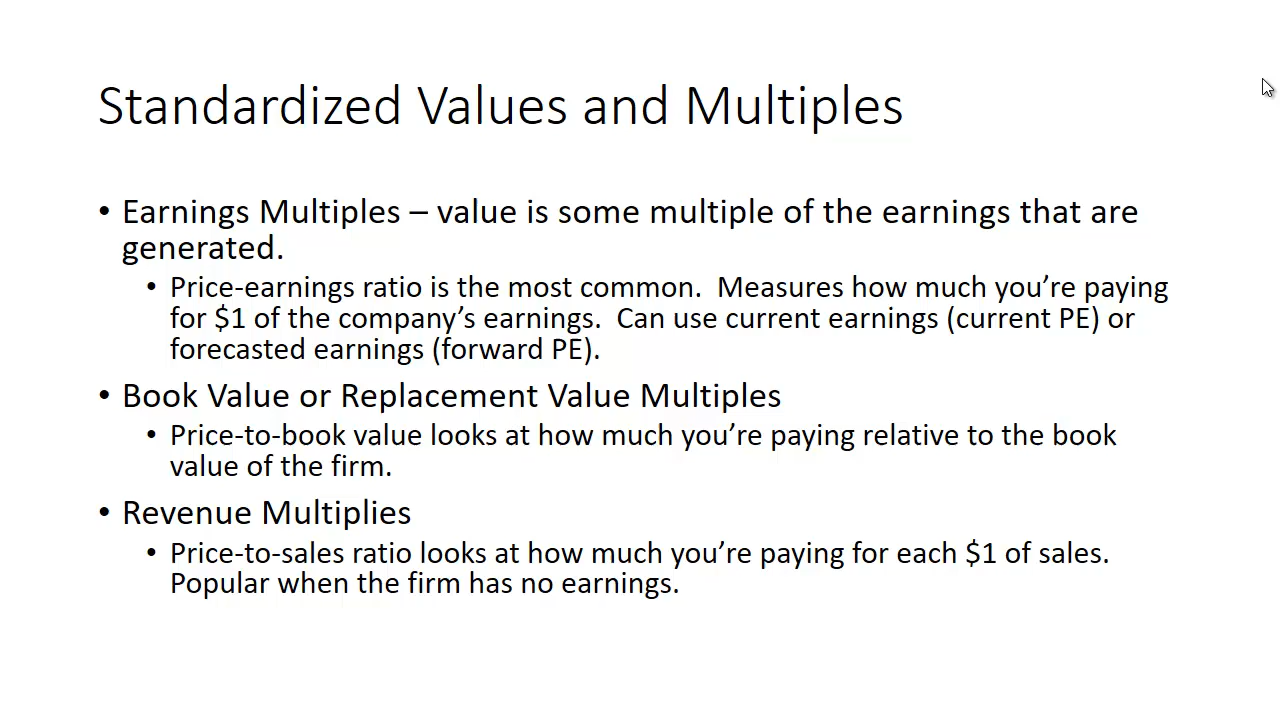 Standardized Values and Multiples
• Earnings Multiples – value is some multiple of the earnings that are
generated.
• Price-earnings ratio is the most common.  Measures how much you’re paying
for $1 of the company’s earnings.  Can use current earnings (current PE) or
forecasted earnings (forward PE).
• Book Value or Replacement Value Multiples
• Price-to-book value looks at how much you’re paying relative to the book
value of the firm.
• Revenue Multiplies
• Price-to-sales ratio looks at how much you’re paying for each $1 of sales.
Popular when the firm has no earnings.